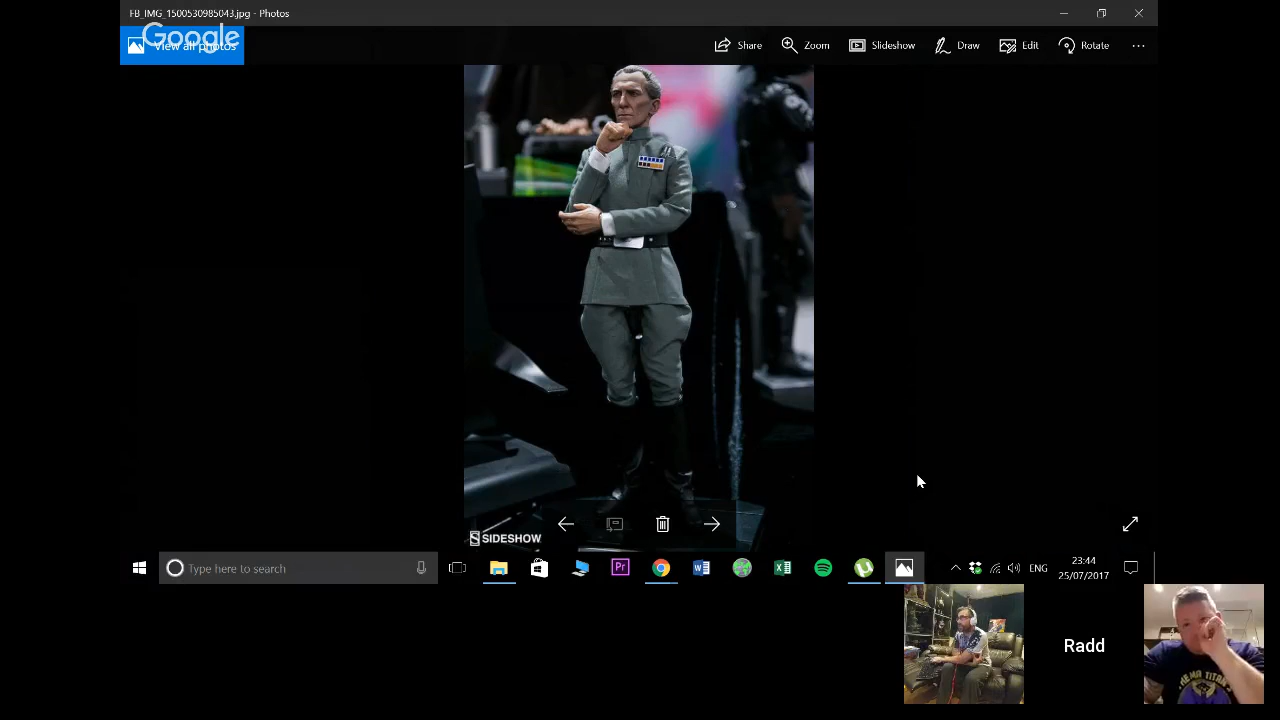 FB_IMG_1500530985043.jpg - Photos
Google
View all photos
Share
Zoom
Slideshow
Draw
Edit
Rotate
SIDESHOW
Type here to search
Pr
ENG
23:44
25/07/2017
Radd